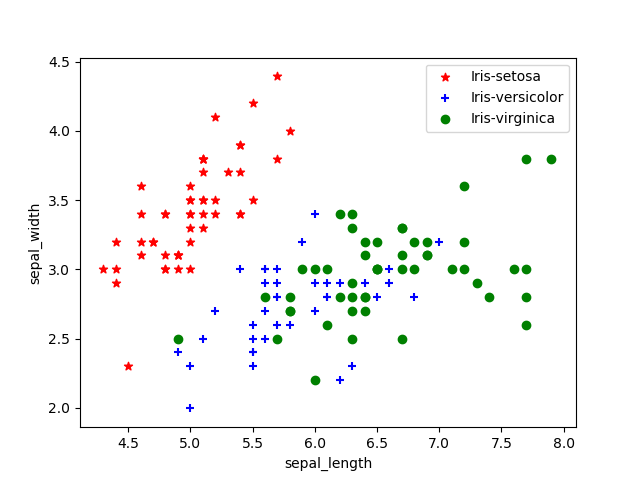 4.5
4.0
3.5
3.0
2.5
2.0
sepal_width
4.5 5.0 5.5 6.0 6.5 7.0 7.5 8.0
sepal_length
Iris-setosa
Iris-versicolor
Iris-virginica